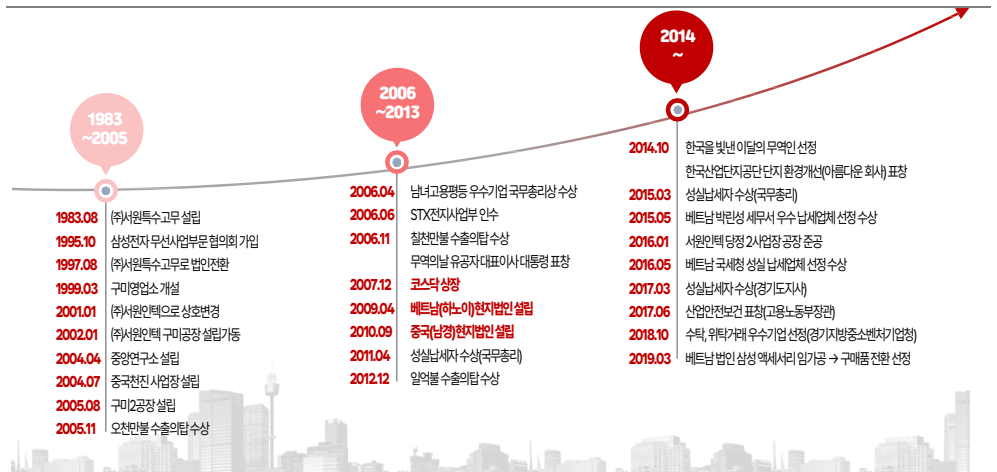 1983
~2005
1983.08 ㈜서원특수고무 설립
1995.10 삼성전자 무선사업부문 협의회 가입
1997.08 ㈜서원특수고무로 법인전환
1999.03 구미영업소 개설
2001.01 ㈜서원인텍으로 상호변경
2002.01 ㈜서원인텍 구미공장 설립가동
2004.04 중앙연구소 설립
2004.07 중국천진 사업장 설립
2005.08 구미2공장 설립
2005.11 오천만불 수출의탑 수상
2006
~2013
2006.04 남녀고용평등 우수기업 국무총리상 수상
2006.06 STX전지사업부 인수
2006.11 칠천만불 수출의탑 수상
무역의날 유공자 대표이사 대통령 표창
2007.12 코스닥 상장
2009.04 베트남(하노이)현지법인 설립
2010.09 중국(남경)현지법인 설립
2011.04 성실납세자 수상(국무총리)
2012.12 일억불 수출의탑 수상
2014
~
2014.10 한국을 빛낸 이달의 무역인 선정
한국산업단지공단 단지 환경개선(아름다운 회사) 표창
2015.03 성실납세자 수상(국무총리)
2015.05 베트남 박린성 세무서 우수 납세업체 선정 수상
2016.01 서원인텍 당정 2사업장 공장 준공
2016.05 베트남 국세청 성실 납세업체 선정 수상
2017.03 성실납세자 수상(경기도지사)
2017.06 산업안전보건 표창(고용노동부장관)
2018.10 수탁, 위탁거래 우수기업 선정(경기지방중소벤처기업청)
2019.03 베트남 법인 삼성 액세서리 임가공 → 구매품 전환 선정